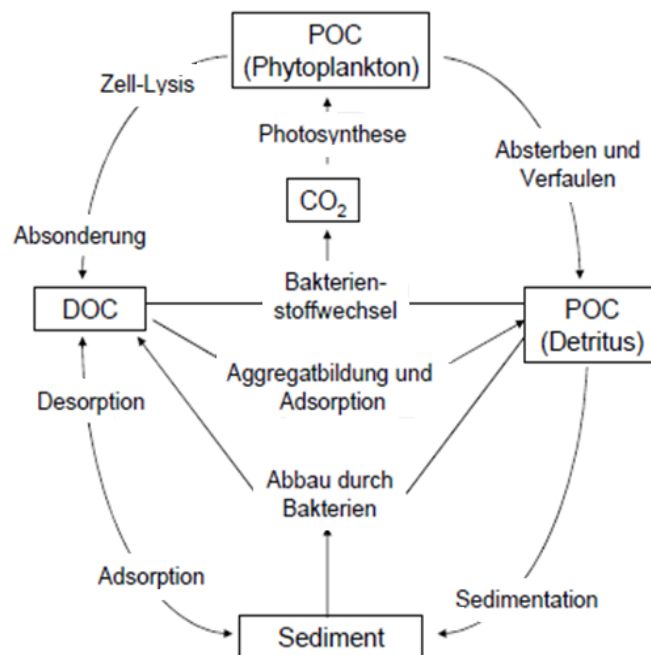 POC
(Phytoplankton)
Zell-Lysis
Photosynthese
Absterben und
Verfaulen
CO₂
Absonderung
Bakterien-
stoffwechsel
DOC
POC
(Detritus)
Aggregatbildung und
Adsorption
Desorption
Abbau durch
Bakterien
Adsorption
Sedimentation
Sediment